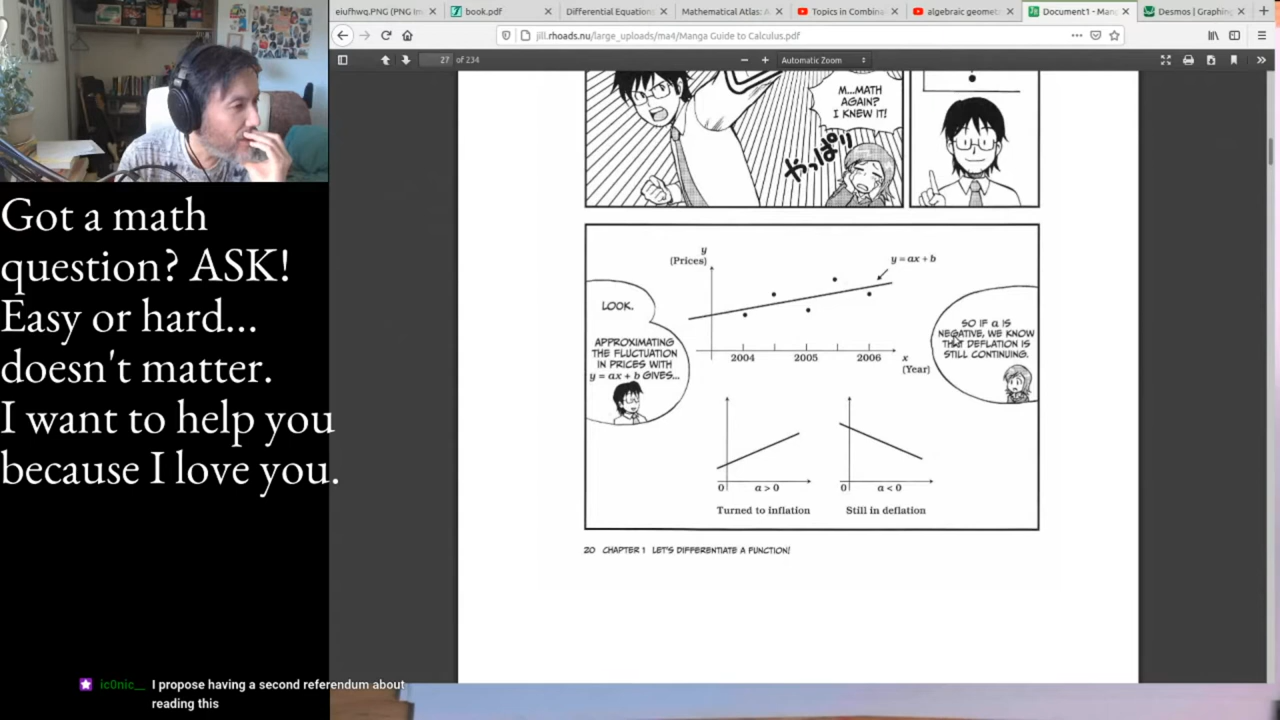 eiufhwq.PNG (PNG Im
book.pdf
Differential Equation
Mathematical Atlas: A
Topics in Combina
algebraic geomet
Document1 - Man
Desmos | Graphing
jill.rhoads.nu/large_uploads/ma4/Manga Guide to Calculus.pdf
27 of 234
Automatic Zoom
M...MATH
AGAIN?
I KNEW IT!
やっぱり
y
(Prices)
y = ax + b
LOOK.
APPROXIMATING
THE FLUCTUATION
IN PRICES WITH
y = ax + b GIVES...
SO IF a IS
NEGATIVE, WE KNOW
THAT DEFLATION IS
STILL CONTINUING.
2004 2005 2006 x
(Year)
0 a > 0
Turned to inflation
0 a < 0
Still in deflation
20 CHAPTER 1 LET'S DIFFERENTIATE A FUNCTION!
Got a math
question? ASK!
Easy or hard...
doesn't matter.
I want to help you
because I love you.
ic0nic__ I propose having a second referendum about
reading this